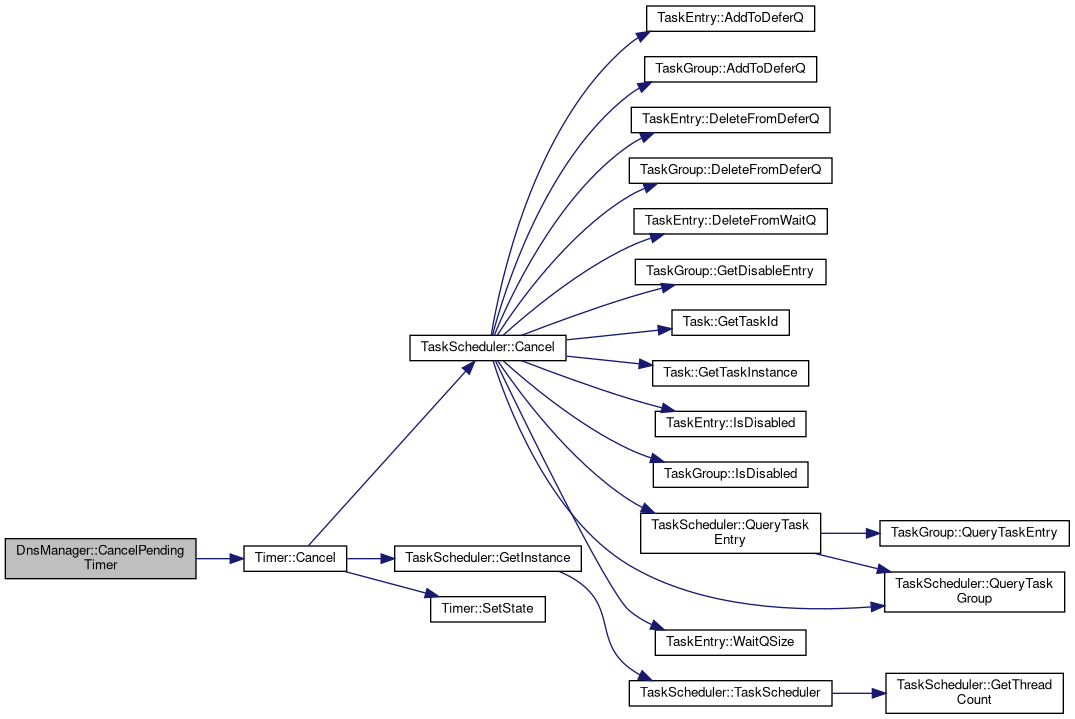 TaskEntry::AddToDeferQ
TaskGroup::AddToDeferQ
TaskEntry::DeleteFromDeferQ
TaskGroup::DeleteFromDeferQ
TaskEntry::DeleteFromWaitQ
TaskGroup::GetDisableEntry
Task::GetTaskId
TaskScheduler::Cancel
Task::GetTaskInstance
TaskEntry::IsDisabled
TaskGroup::IsDisabled
TaskScheduler::QueryTask
Entry
TaskGroup::QueryTaskEntry
DnsManager::CancelPending
Timer
Timer::Cancel
TaskScheduler::GetInstance
TaskScheduler::QueryTask
Group
Timer::SetState
TaskEntry::WaitQSize
TaskScheduler::TaskScheduler
TaskScheduler::GetThread
Count